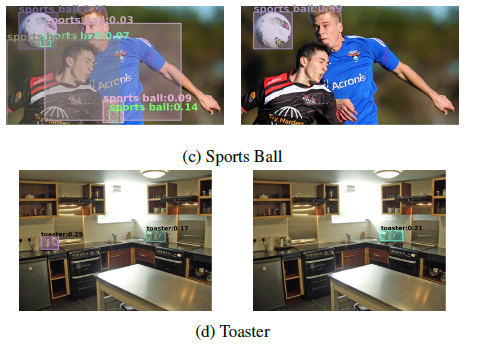 sports ball:0.03
sports ball:0.07
Acronis
sports ball:0.09
sports ball:0.14
Acronis
(c) Sports Ball
toaster:0.25
toaster:0.17
toaster:0.21
(d) Toaster